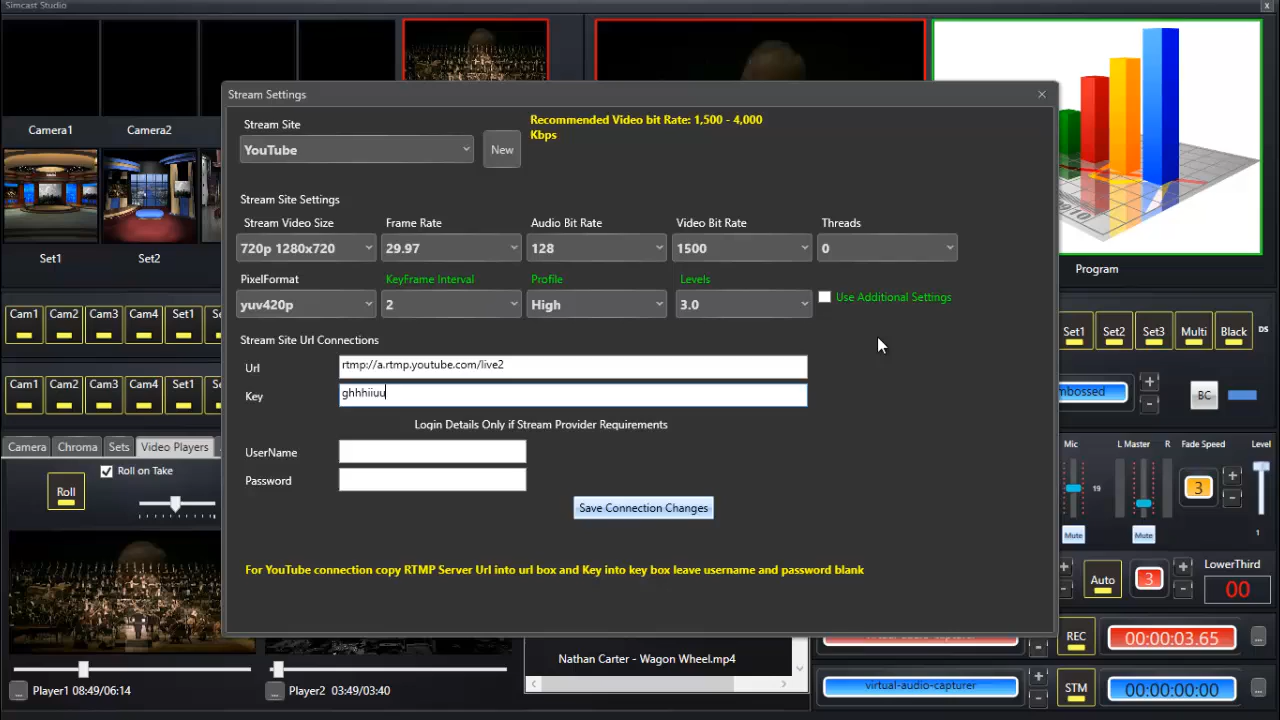 Simcast Studio
x
Stream Settings
Stream Site
YouTube
New
Recommended Video bit Rate: 1,500 - 4,000
Kbps
Camera1
Camera2
Stream Site Settings
Stream Video Size
Frame Rate
Audio Bit Rate
Video Bit Rate
Threads
720p 1280x720
29.97
128
1500
0
Set1
Set2
Program
PixelFormat
KeyFrame Interval
Profile
Levels
Use Additional Settings
yuv420p
2
High
3.0
Cam1
Cam2
Cam3
Cam4
Set1
Set1
Set2
Set3
Multi
Black
DS
Stream Site Url Connections
Url
rtmp://a.rtmp.youtube.com/live2
Key
ghhhiiuu
Cam1
Cam2
Cam3
Cam4
Set1
BC
Login Details Only if Stream Provider Requirements
Camera
Chroma
Sets
Video Players
UserName
Password
Mic
L Master
R
Fade Speed
Level
Roll on Take
Roll
19
3
Save Connection Changes
Mute
Mute
1
For YouTube connection copy RTMP Server Url into url box and Key into key box leave username and password blank
Auto
3
LowerThird
00
REC
00:00:03.65
Nathan Carter - Wagon Wheel.mp4
Player1 08:49/06:14
Player2 03:49/03:40
virtual-audio-capturer
STM
00:00:00:00